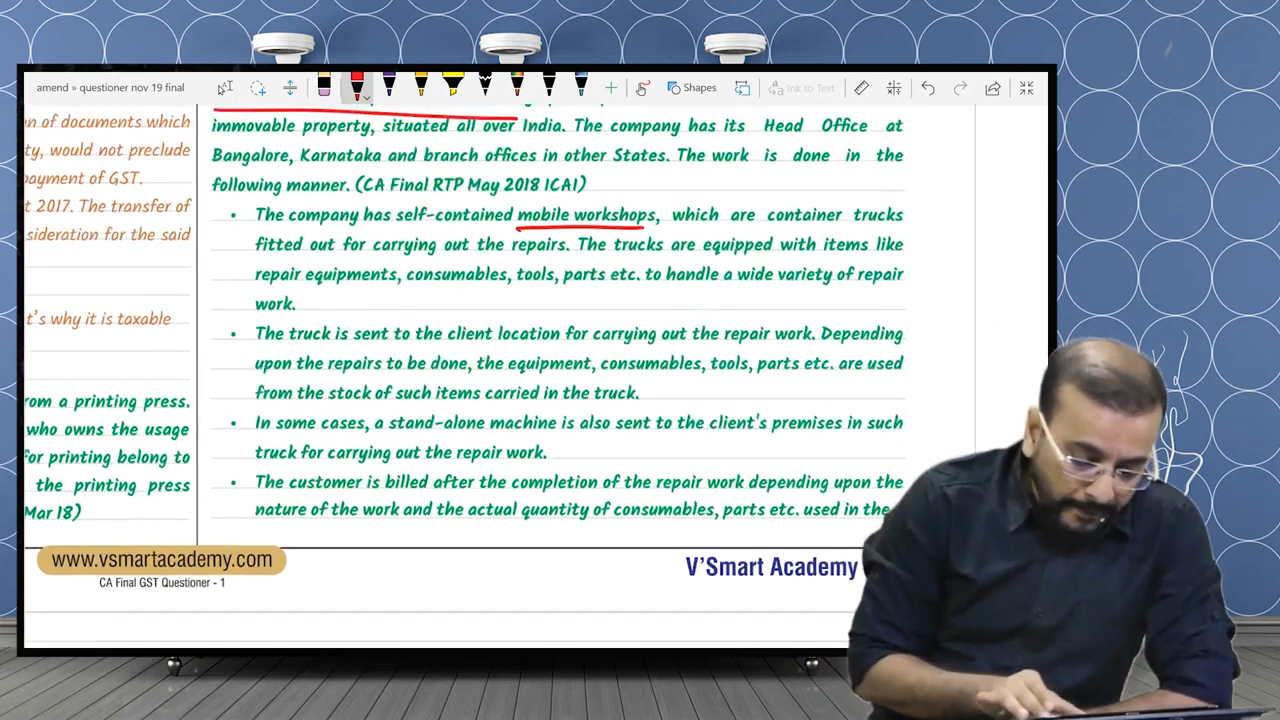 amend » questioner nov 19 final
Shapes
Ink to Text
n of documents which
ty, would not preclude
payment of GST.
t 2017. The transfer of
sideration for the said
t's why it is taxable
rom a printing press.
who owns the usage
for printing belong to
the printing press
Mar 18)
immovable property, situated all over India. The company has its Head Office at
Bangalore, Karnataka and branch offices in other States. The work is done in the
following manner. (CA Final RTP May 2018 ICAI)
• The company has self-contained mobile workshops, which are container trucks
fitted out for carrying out the repairs. The trucks are equipped with items like
repair equipments, consumables, tools, parts etc. to handle a wide variety of repair
work.
• The truck is sent to the client location for carrying out the repair work. Depending
upon the repairs to be done, the equipment, consumables, tools, parts etc. are used
from the stock of such items carried in the truck.
• In some cases, a stand-alone machine is also sent to the client's premises in such
truck for carrying out the repair work.
• The customer is billed after the completion of the repair work depending upon the
nature of the work and the actual quantity of consumables, parts etc. used in the
www.vsmartacademy.com
CA Final GST Questioner - 1
V'Smart Academy